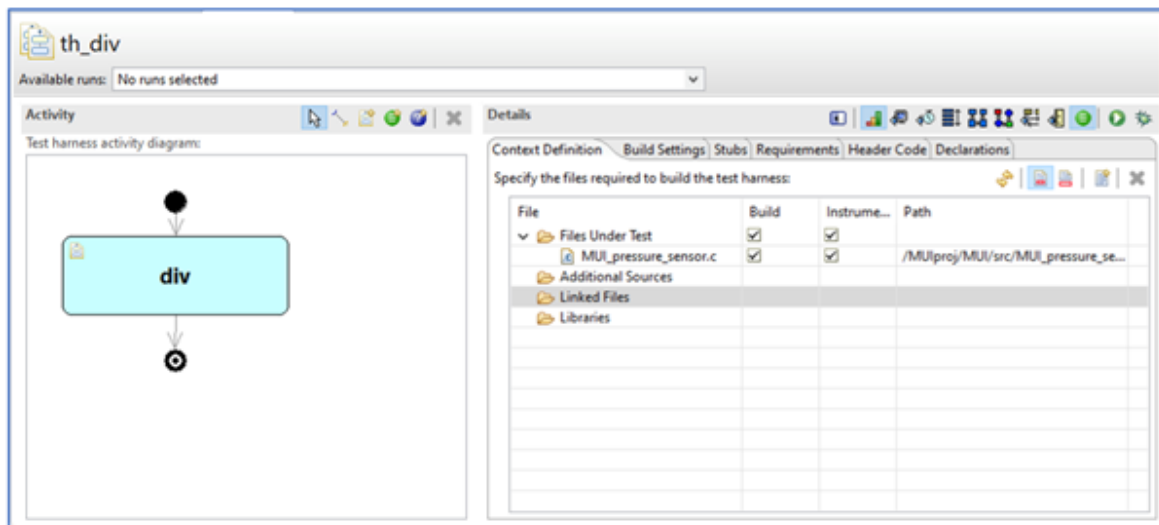 th_div
Available runs: No runs selected
Activity
Test harness activity diagram:
div
Details
Context Definition Build Settings Stubs Requirements Header Code Declarations
Specify the files required to build the test harness:
File Build Instrume... Path
Files Under Test
MUI_pressure_sensor.c /MUIproj/MUI/src/MUI_pressure_se...
Additional Sources
Linked Files
Libraries